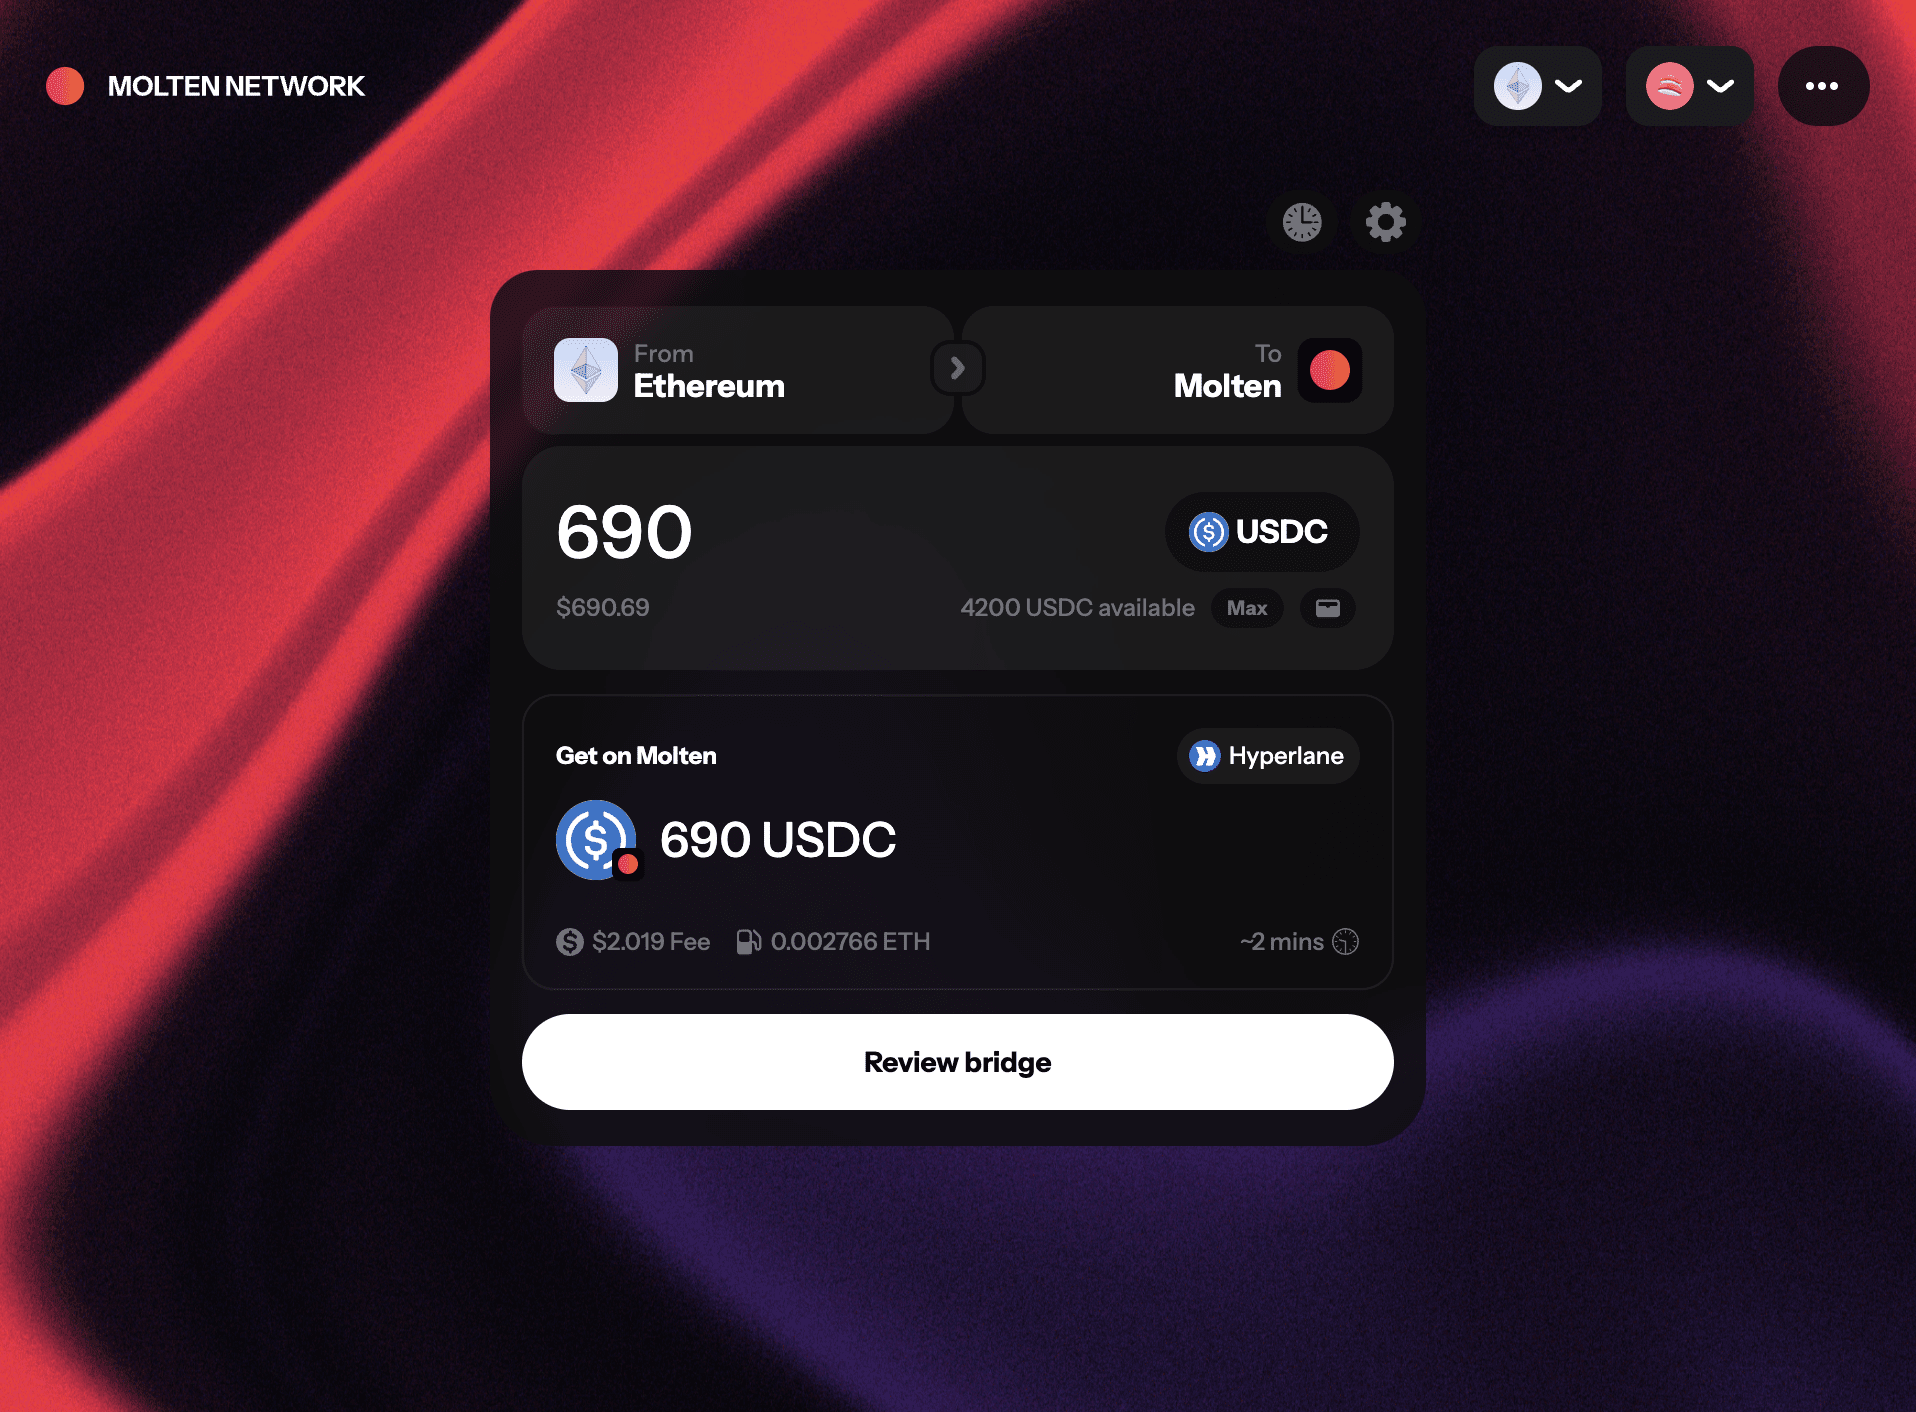 MOLTEN NETWORK
From
Ethereum
To
Molten
690
USDC
$690.69
4200 USDC available
Max
Get on Molten
Hyperlane
690 USDC
$2.019 Fee
0.002766 ETH
~2 mins
Review bridge